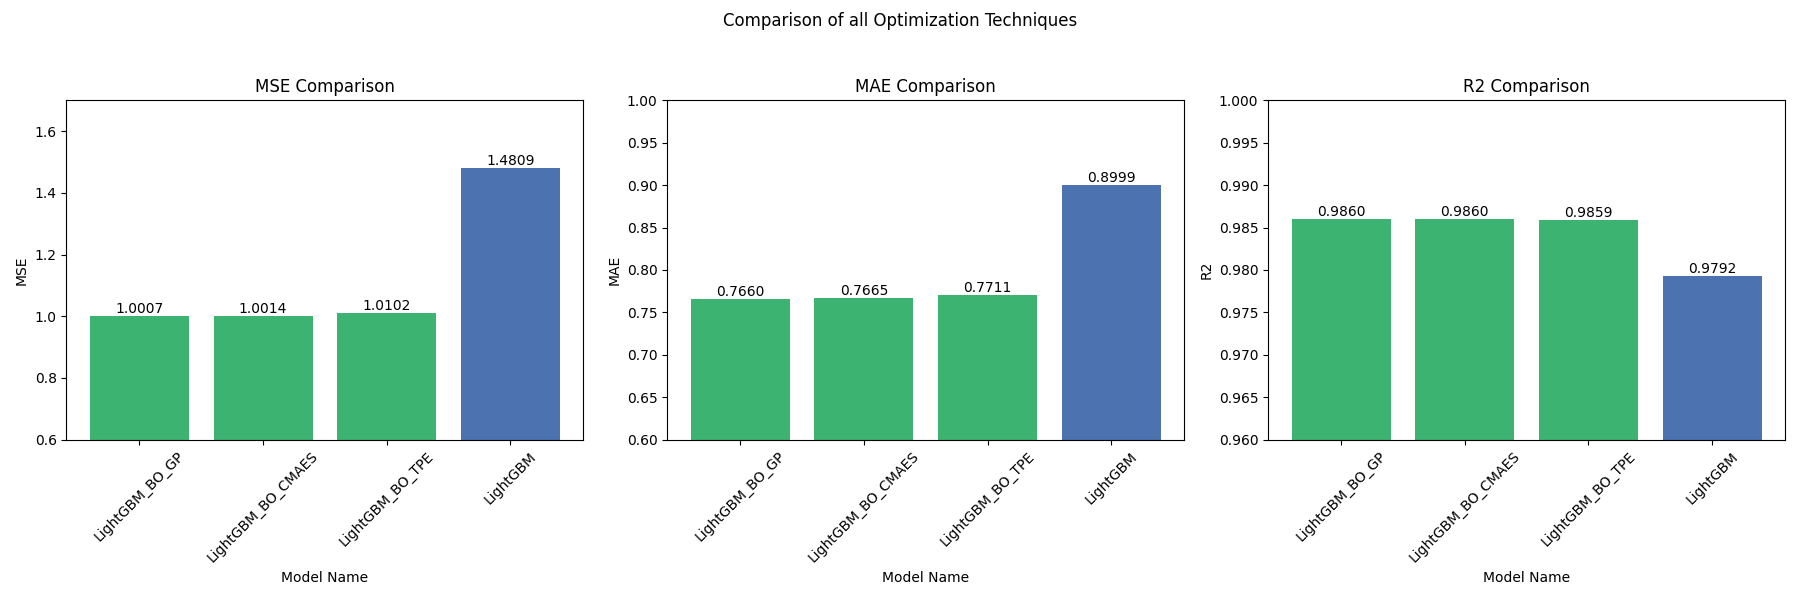 Comparison of all Optimization Techniques
MSE Comparison
MSE
1.6
1.4
1.2
1.0
0.8
0.6
1.0007
1.0014
1.0102
1.4809
LightGBM_BO_GP
LightGBM_BO_CMAES
LightGBM_BO_TPE
LightGBM
Model Name
MAE Comparison
MAE
1.00
0.95
0.90
0.85
0.80
0.75
0.70
0.65
0.60
0.7660
0.7665
0.7711
0.8999
LightGBM_BO_GP
LightGBM_BO_CMAES
LightGBM_BO_TPE
LightGBM
Model Name
R2 Comparison
R2
1.000
0.995
0.990
0.985
0.980
0.975
0.970
0.965
0.960
0.9860
0.9860
0.9859
0.9792
LightGBM_BO_GP
LightGBM_BO_CMAES
LightGBM_BO_TPE
LightGBM
Model Name